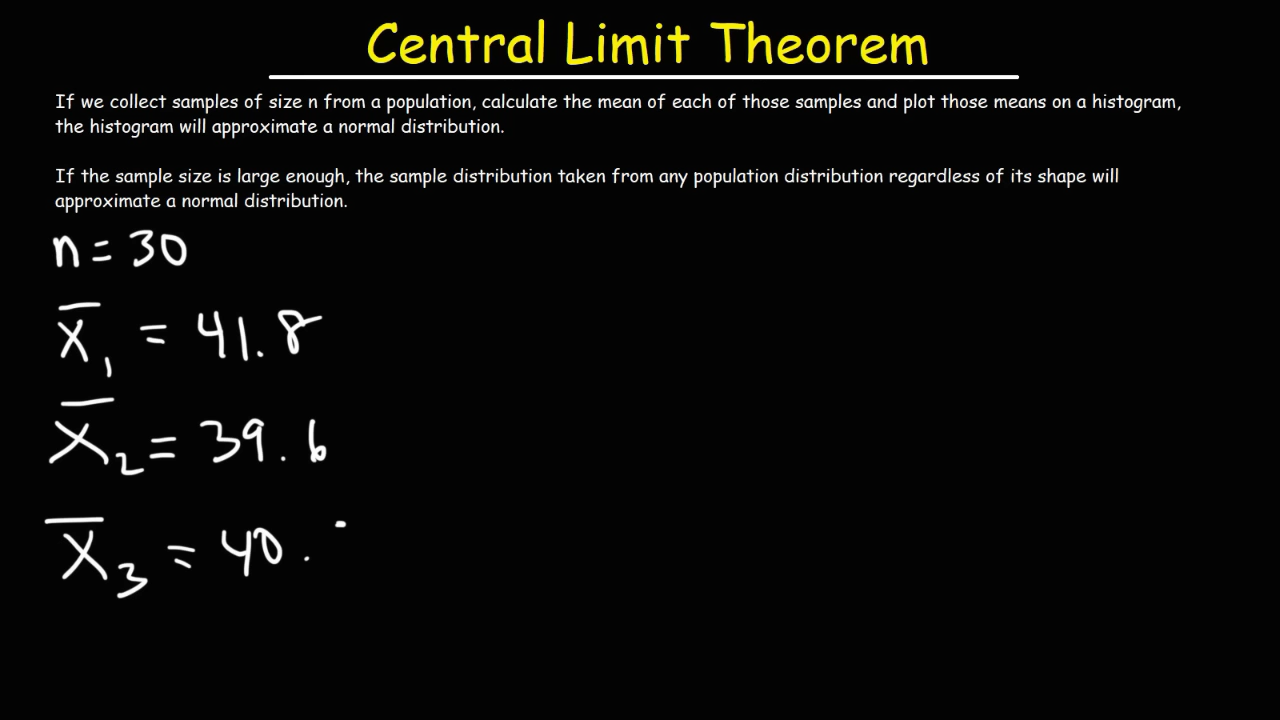 Central Limit Theorem
If we collect samples of size n from a population, calculate the mean of each of those samples and plot those means on a histogram,
the histogram will approximate a normal distribution.
If the sample size is large enough, the sample distribution taken from any population distribution regardless of its shape will
approximate a normal distribution.
n = 30
x̄₁ = 41.8
x̄₂ = 39.6
x̄₃ = 40.